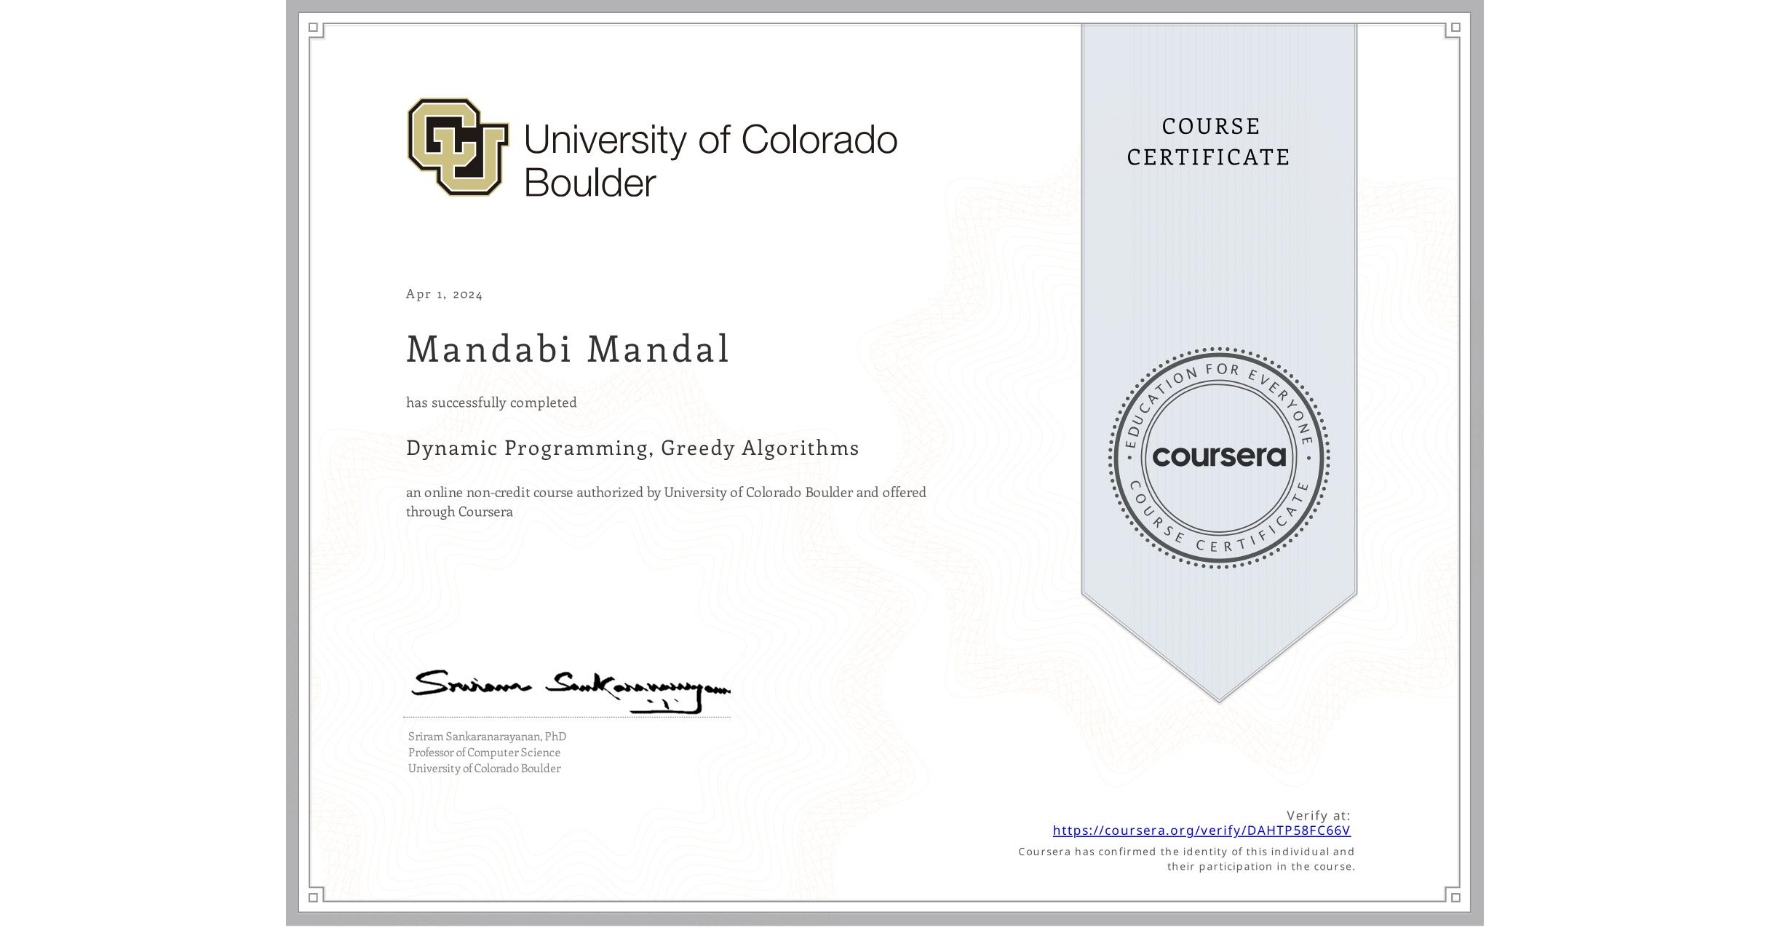 University of Colorado
Boulder
COURSE
CERTIFICATE
Apr 1, 2024
Mandabi Mandal
has successfully completed
Dynamic Programming, Greedy Algorithms
an online non-credit course authorized by University of Colorado Boulder and offered
through Coursera
EDUCATION FOR EVERYONE
coursera
COURSE CERTIFICATE
Sriram Sankaranarayanan
Sriram Sankaranarayanan, PhD
Professor of Computer Science
University of Colorado Boulder
Verify at:
https://coursera.org/verify/DAHTP58FC66V
Coursera has confirmed the identity of this individual and
their participation in the course.